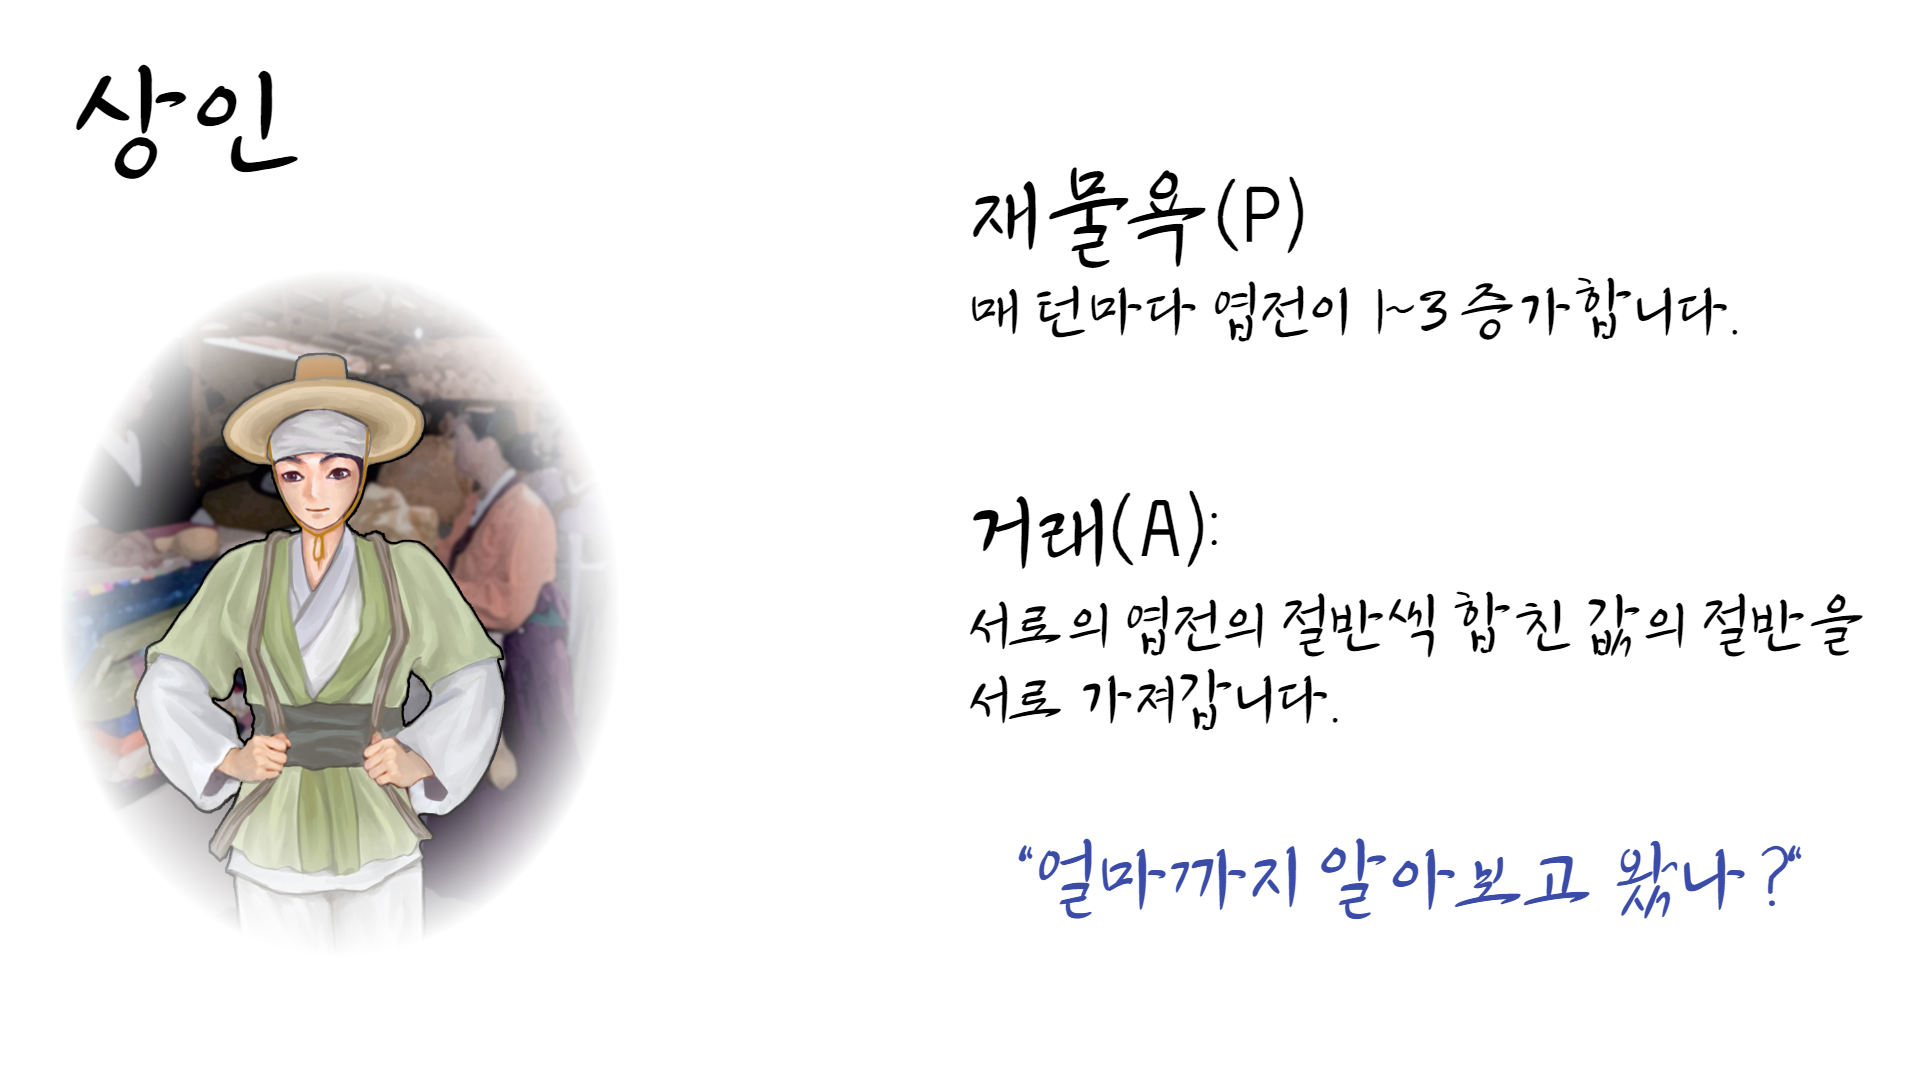 상인
재물욕(P)
매 턴마다 엽전이 1~3 증가합니다.
거래(A):
서로의 엽전의 절반씩 합친 값의 절반을
서로 가져갑니다.
“얼마까지 알아보고 왔나?“